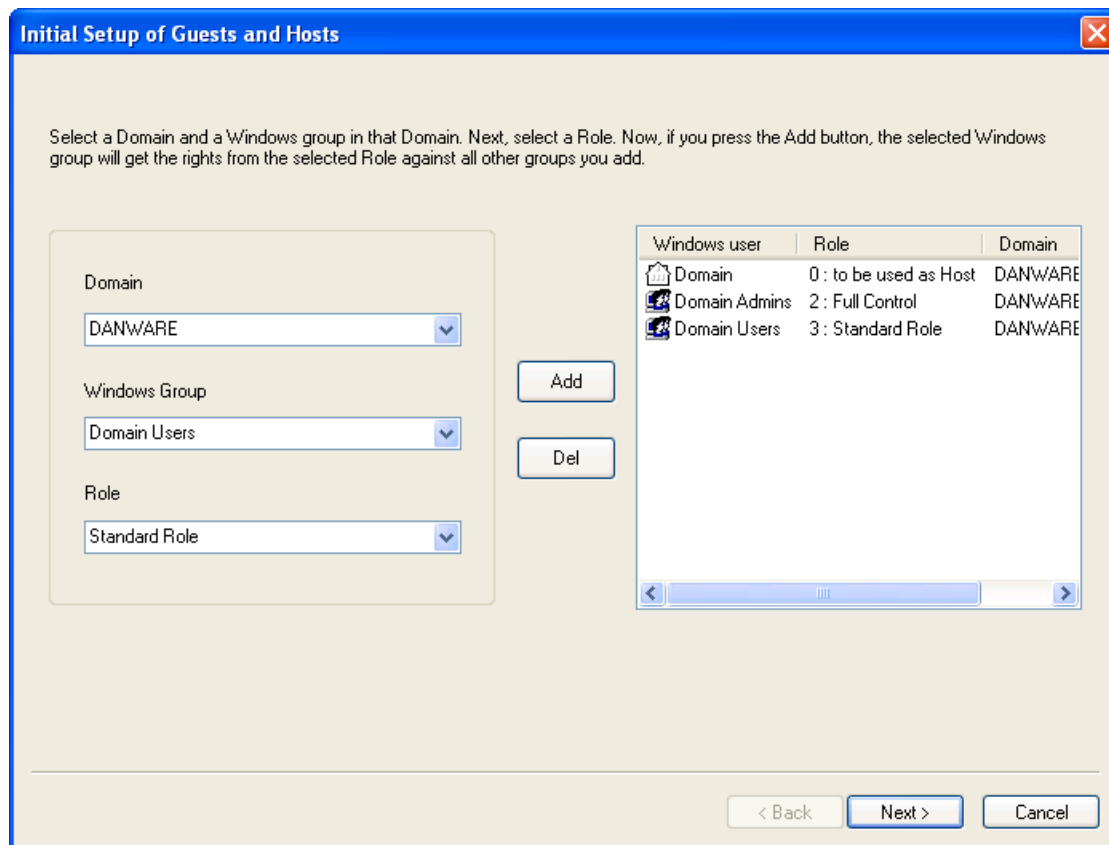 Initial Setup of Guests and Hosts
Select a Domain and a Windows group in that Domain. Next, select a Role. Now, if you press the Add button, the selected Windows
group will get the rights from the selected Role against all other groups you add.
Domain
DANWARE
Windows Group
Domain Users
Role
Standard Role
Add
Del
Windows user Role Domain
Domain 0 : to be used as Host DANWARE
Domain Admins 2 : Full Control DANWARE
Domain Users 3 : Standard Role DANWARE
< Back Next > Cancel